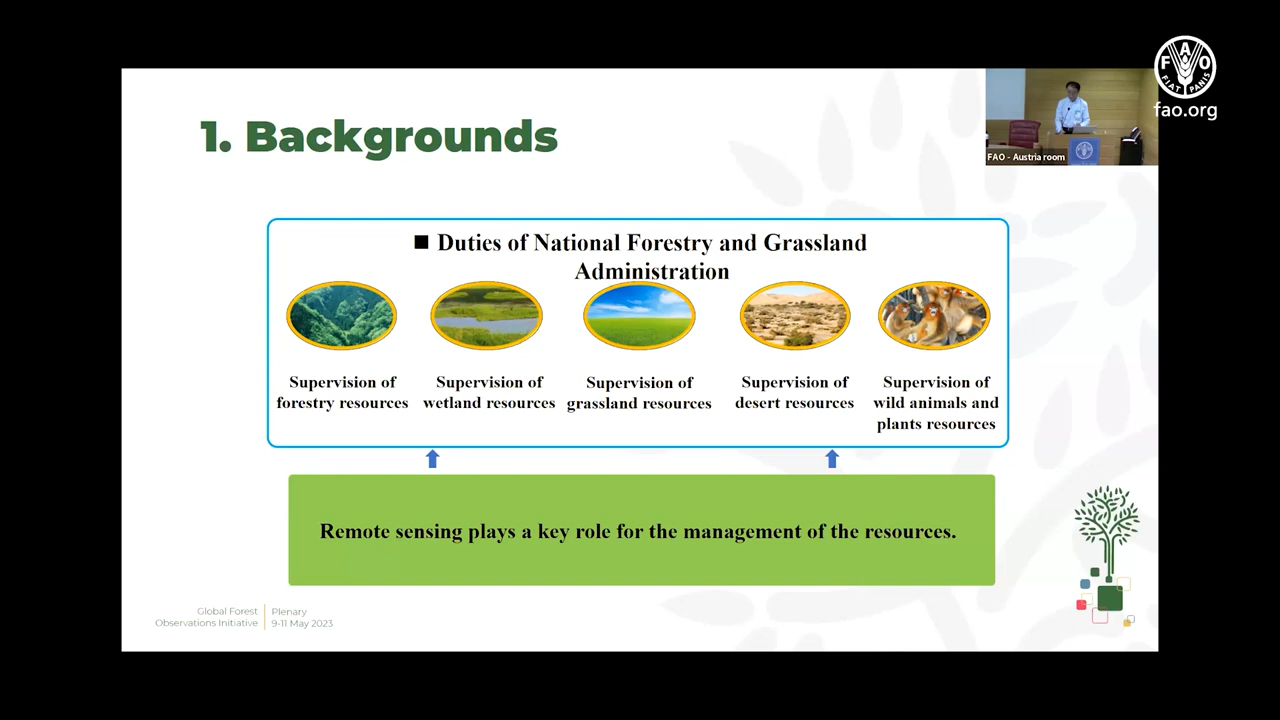 FAO
FIAT PANIS
fao.org
1. Backgrounds
FAO - Austria room
■ Duties of National Forestry and Grassland
Administration
Supervision of
forestry resources
Supervision of
wetland resources
Supervision of
grassland resources
Supervision of
desert resources
Supervision of
wild animals and
plants resources
Remote sensing plays a key role for the management of the resources.
Global Forest
Observations Initiative
Plenary
9-11 May 2023